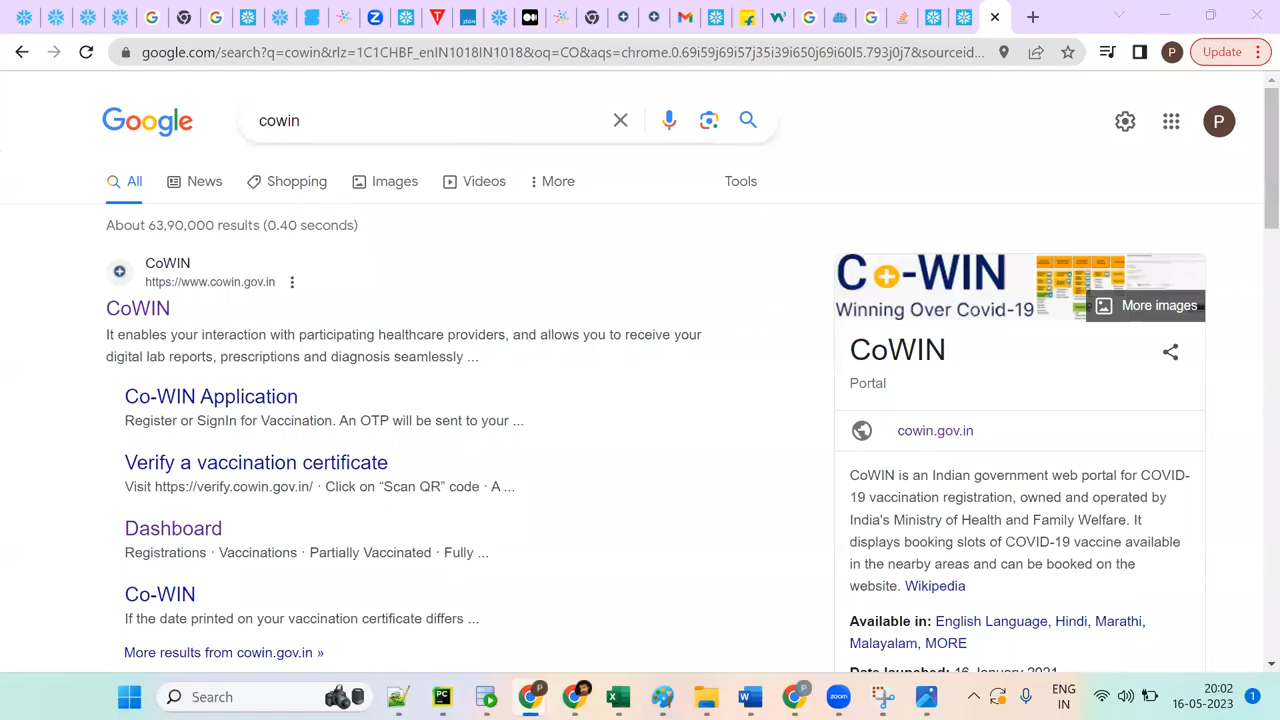 google.com/search?q=cowin&rlz=1C1CHBF_enIN1018IN1018&oq=CO&aqs=chrome.0.69i59j69i57j35i39i650j69i60l5.793j0j7&sourceid...
P
Update
Google
cowin
P
All
News
Shopping
Images
Videos
More
Tools
About 63,90,000 results (0.40 seconds)
CoWIN
https://www.cowin.gov.in
CoWIN
It enables your interaction with participating healthcare providers, and allows you to receive your
digital lab reports, prescriptions and diagnosis seamlessly ...
Co-WIN Application
Register or SignIn for Vaccination. An OTP will be sent to your ...
Verify a vaccination certificate
Visit https://verify.cowin.gov.in/ · Click on “Scan QR” code · A ...
Dashboard
Registrations · Vaccinations · Partially Vaccinated · Fully ...
Co-WIN
If the date printed on your vaccination certificate differs ...
More results from cowin.gov.in »
Co-WIN
Winning Over Covid-19
More images
CoWIN
Portal
cowin.gov.in
CoWIN is an Indian government web portal for COVID-
19 vaccination registration, owned and operated by
India's Ministry of Health and Family Welfare. It
displays booking slots of COVID-19 vaccine available
in the nearby areas and can be booked on the
website. Wikipedia
Available in: English Language, Hindi, Marathi,
Malayalam, MORE
Date launched: 16 January 2021
Search
PC
P
P
zoom
ENG
IN
20:02
16-05-2023
1